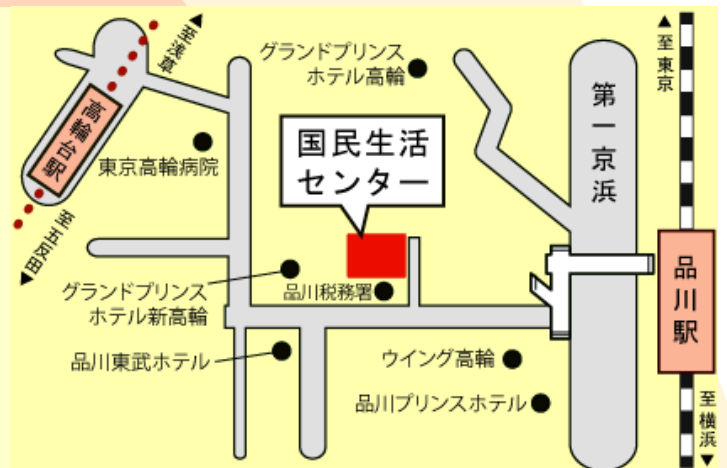 ▲至浅草
高輪台駅
至五反田▼
東京高輪病院
グランドプリンス
ホテル高輪
国民生活
センター
第一京浜
▲至東京
品川駅
至横浜▼
グランドプリンス
ホテル新高輪
品川税務署
品川東武ホテル
ウイング高輪
品川プリンスホテル